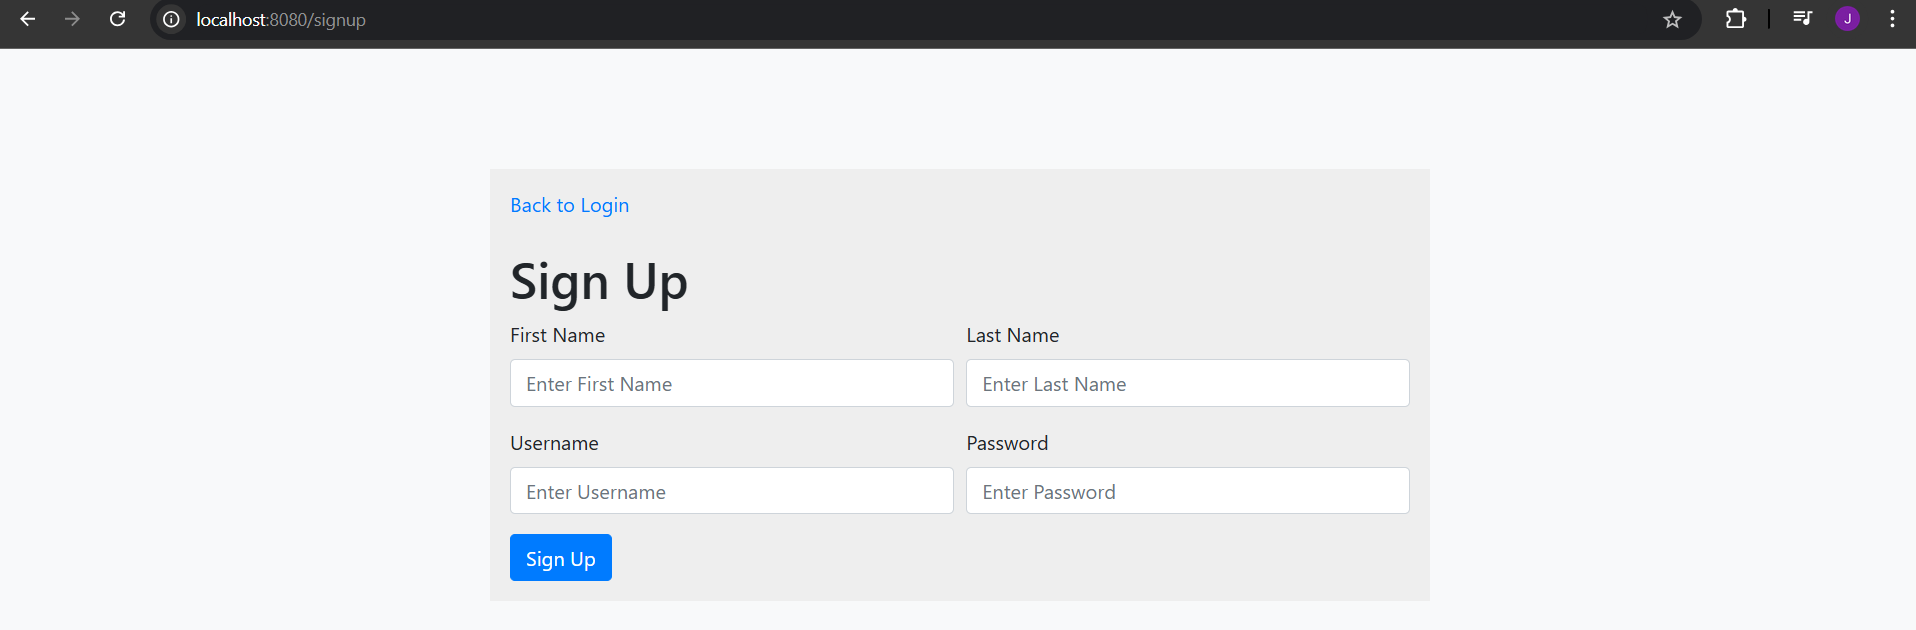 localhost:8080/signup
J
Back to Login
Sign Up
First Name Last Name
Enter First Name Enter Last Name
Username Password
Enter Username Enter Password
Sign Up